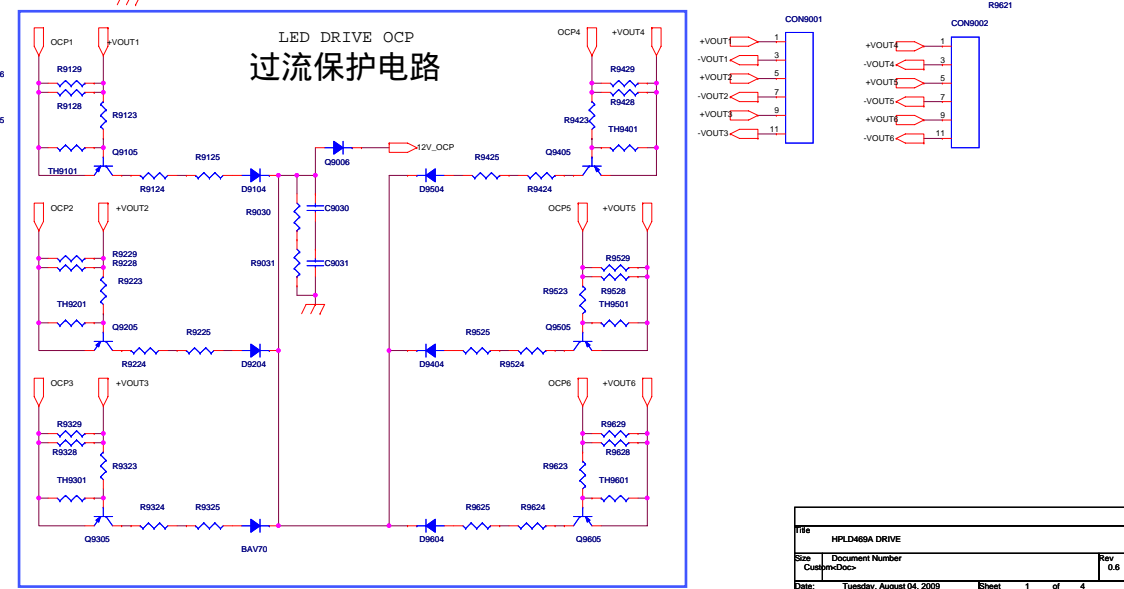 R9621
LED DRIVE OCP
过流保护电路
OCP1
+VOUT1
R9129
R9128
R9123
Q9105
TH9101
R9124
R9125
D9104
Q9006
12V_OCP
R9030
C9030
R9031
C9031
OCP4
+VOUT4
R9429
R9428
R9423
TH9401
Q9405
R9425
R9424
D9504
OCP2
+VOUT2
R9229
R9228
R9223
TH9201
Q9205
R9225
R9224
D9204
OCP5
+VOUT5
R9529
R9528
R9523
TH9501
Q9505
R9525
R9524
D9404
OCP3
+VOUT3
R9329
R9328
R9323
TH9301
Q9305
R9324
R9325
BAV70
OCP6
+VOUT6
R9629
R9628
R9623
TH9601
Q9605
R9625
R9624
D9604
CON9001
+VOUT1 1
-VOUT1 3
+VOUT2 5
-VOUT2 7
+VOUT3 9
-VOUT3 11
CON9002
+VOUT4 1
-VOUT4 3
+VOUT5 5
-VOUT5 7
+VOUT6 9
-VOUT6 11
Title
HPLD469A DRIVE
Size Document Number Rev
Custom<Doc> 0.6
Date: Tuesday, August 04, 2009 Sheet 1 of 4